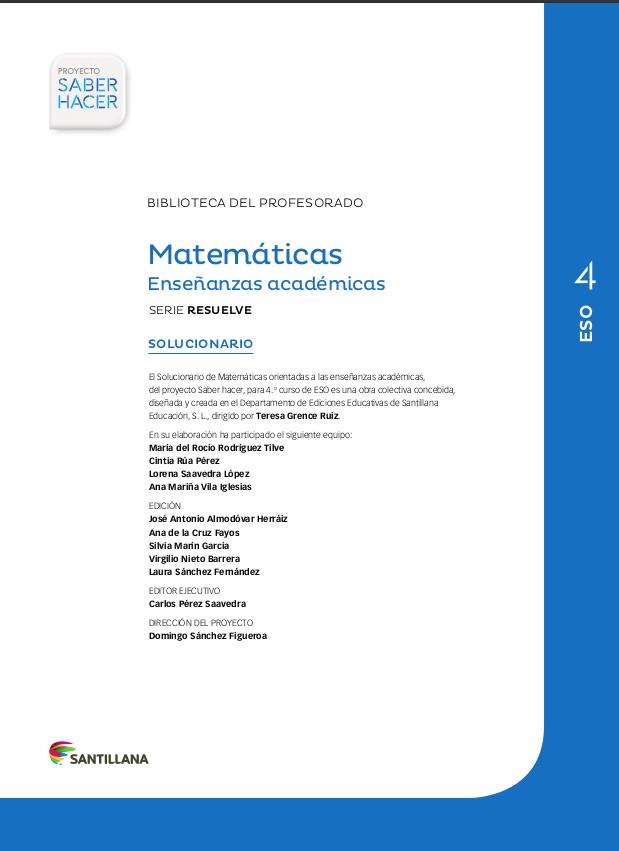 PROYECTO
SABER
HACER
BIBLIOTECA DEL PROFESORADO
Matemáticas
Enseñanzas académicas
SERIE RESUELVE
SOLUCIONARIO
El Solucionario de Matemáticas orientadas a las enseñanzas académicas,
del proyecto Saber hacer, para 4.º curso de ESO es una obra colectiva concebida,
diseñada y creada en el Departamento de Ediciones Educativas de Santillana
Educación, S. L., dirigido por Teresa Grence Ruiz.
En su elaboración ha participado el siguiente equipo:
María del Rocío Rodríguez Tilve
Cintia Rúa Pérez
Lorena Saavedra López
Ana Mariña Vila Iglesias
EDICIÓN
José Antonio Almodóvar Herráiz
Ana de la Cruz Fayos
Silvia Marín García
Virgilio Nieto Barrera
Laura Sánchez Fernández
EDITOR EJECUTIVO
Carlos Pérez Saavedra
DIRECCIÓN DEL PROYECTO
Domingo Sánchez Figueroa
SANTILLANA
4
ESO